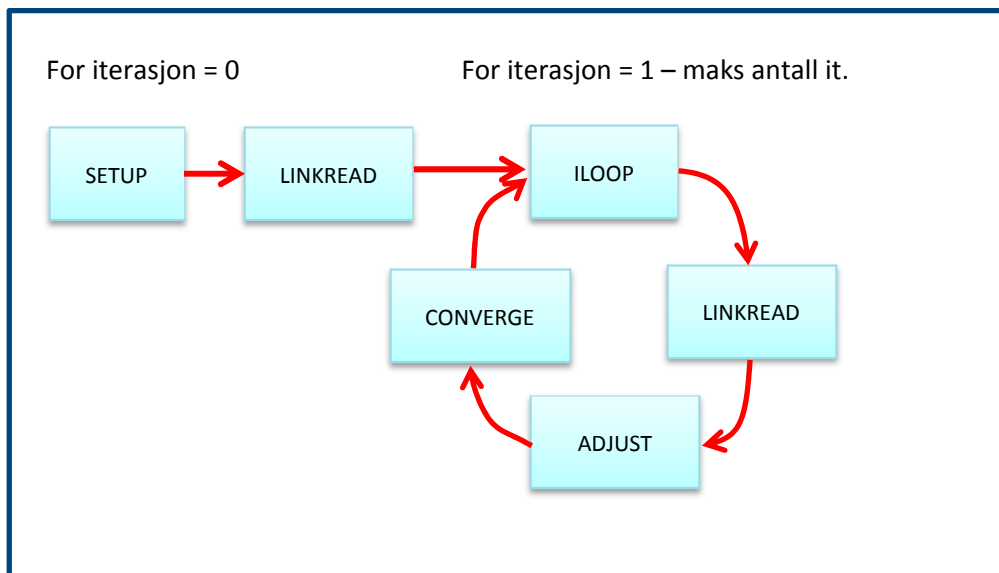 For iterasjon = 0
For iterasjon = 1 – maks antall it.
SETUP
LINKREAD
ILOOP
LINKREAD
ADJUST
CONVERGE